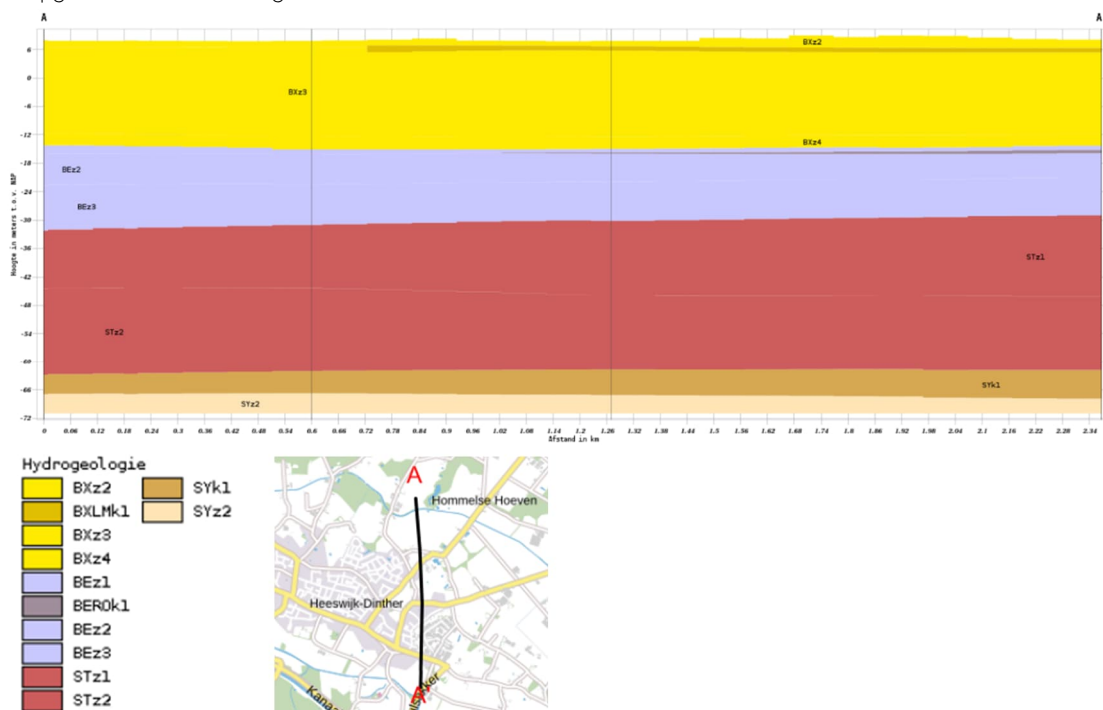 A A
BXz2
BXz3
BXz4
BEz2
BEz3
STz1
STz2
SYk1
SYz2
Hoogte in meters t.o.v. NAP
6
0
-6
-12
-18
-24
-30
-36
-42
-48
-54
-60
-66
-72
0 0.06 0.12 0.18 0.24 0.3 0.36 0.42 0.48 0.54 0.6 0.66 0.72 0.78 0.84 0.9 0.96 1.02 1.08 1.14 1.2 1.26 1.32 1.38 1.44 1.5 1.56 1.62 1.68 1.74 1.8 1.86 1.92 1.98 2.04 2.1 2.16 2.22 2.28 2.34
Afstand in km
Hydrogeologie
BXz2 SYk1
BXLMk1 SYz2
BXz3
BXz4
BEz1
BEROk1
BEz2
BEz3
STz1
STz2
A
Hommelse Hoeven
Heeswijk-Dinther
A'